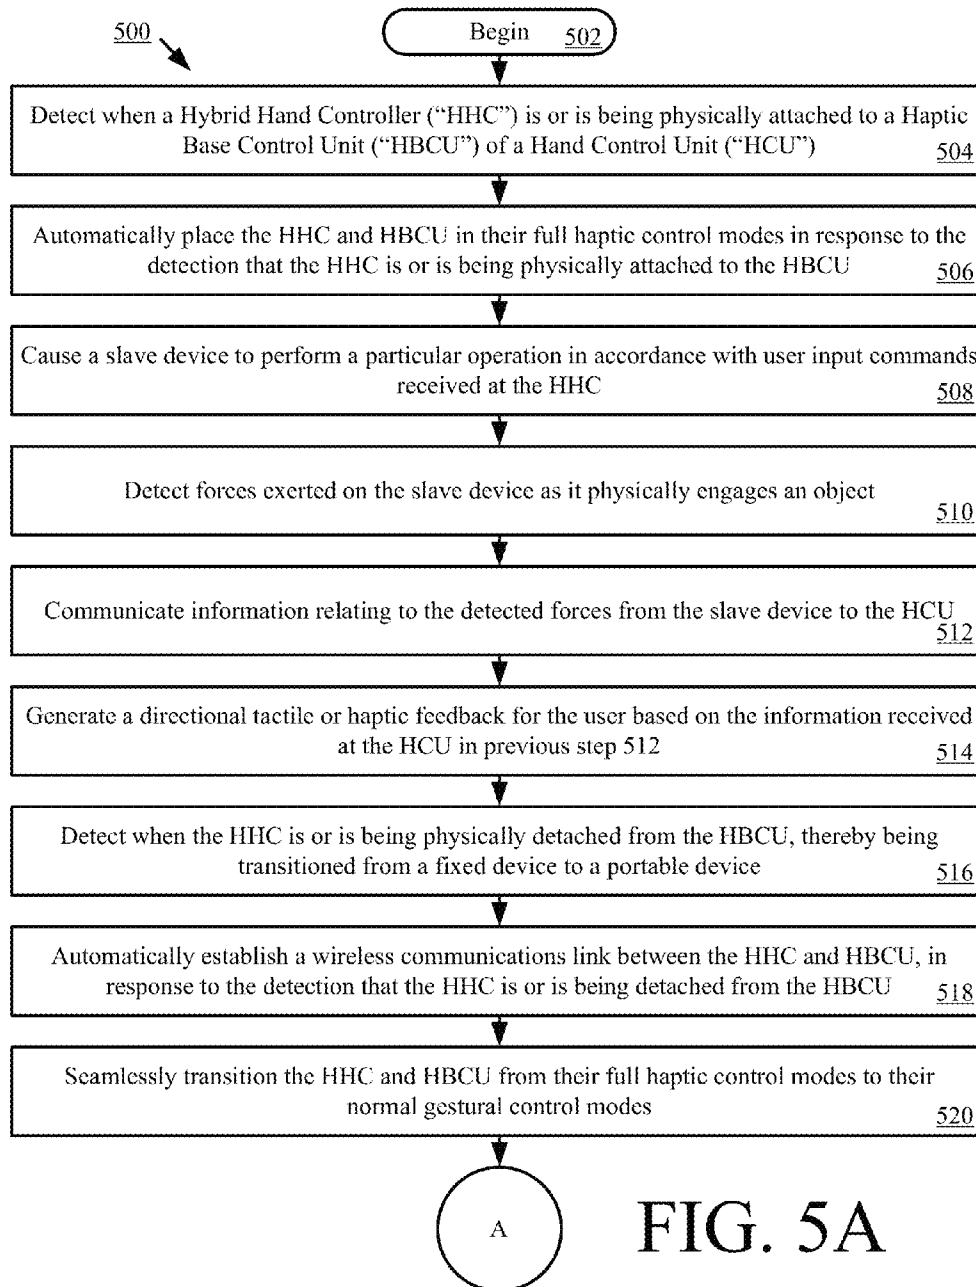 500
Begin 502
Detect when a Hybrid Hand Controller (“HHC”) is or is being physically attached to a Haptic
Base Control Unit (“HBCU”) of a Hand Control Unit (“HCU”)
504
Automatically place the HHC and HBCU in their full haptic control modes in response to the
detection that the HHC is or is being physically attached to the HBCU
506
Cause a slave device to perform a particular operation in accordance with user input commands
received at the HHC
508
Detect forces exerted on the slave device as it physically engages an object
510
Communicate information relating to the detected forces from the slave device to the HCU
512
Generate a directional tactile or haptic feedback for the user based on the information received
at the HCU in previous step 512
514
Detect when the HHC is or is being physically detached from the HBCU, thereby being
transitioned from a fixed device to a portable device
516
Automatically establish a wireless communications link between the HHC and HBCU, in
response to the detection that the HHC is or is being detached from the HBCU
518
Seamlessly transition the HHC and HBCU from their full haptic control modes to their
normal gestural control modes
520
A
FIG. 5A